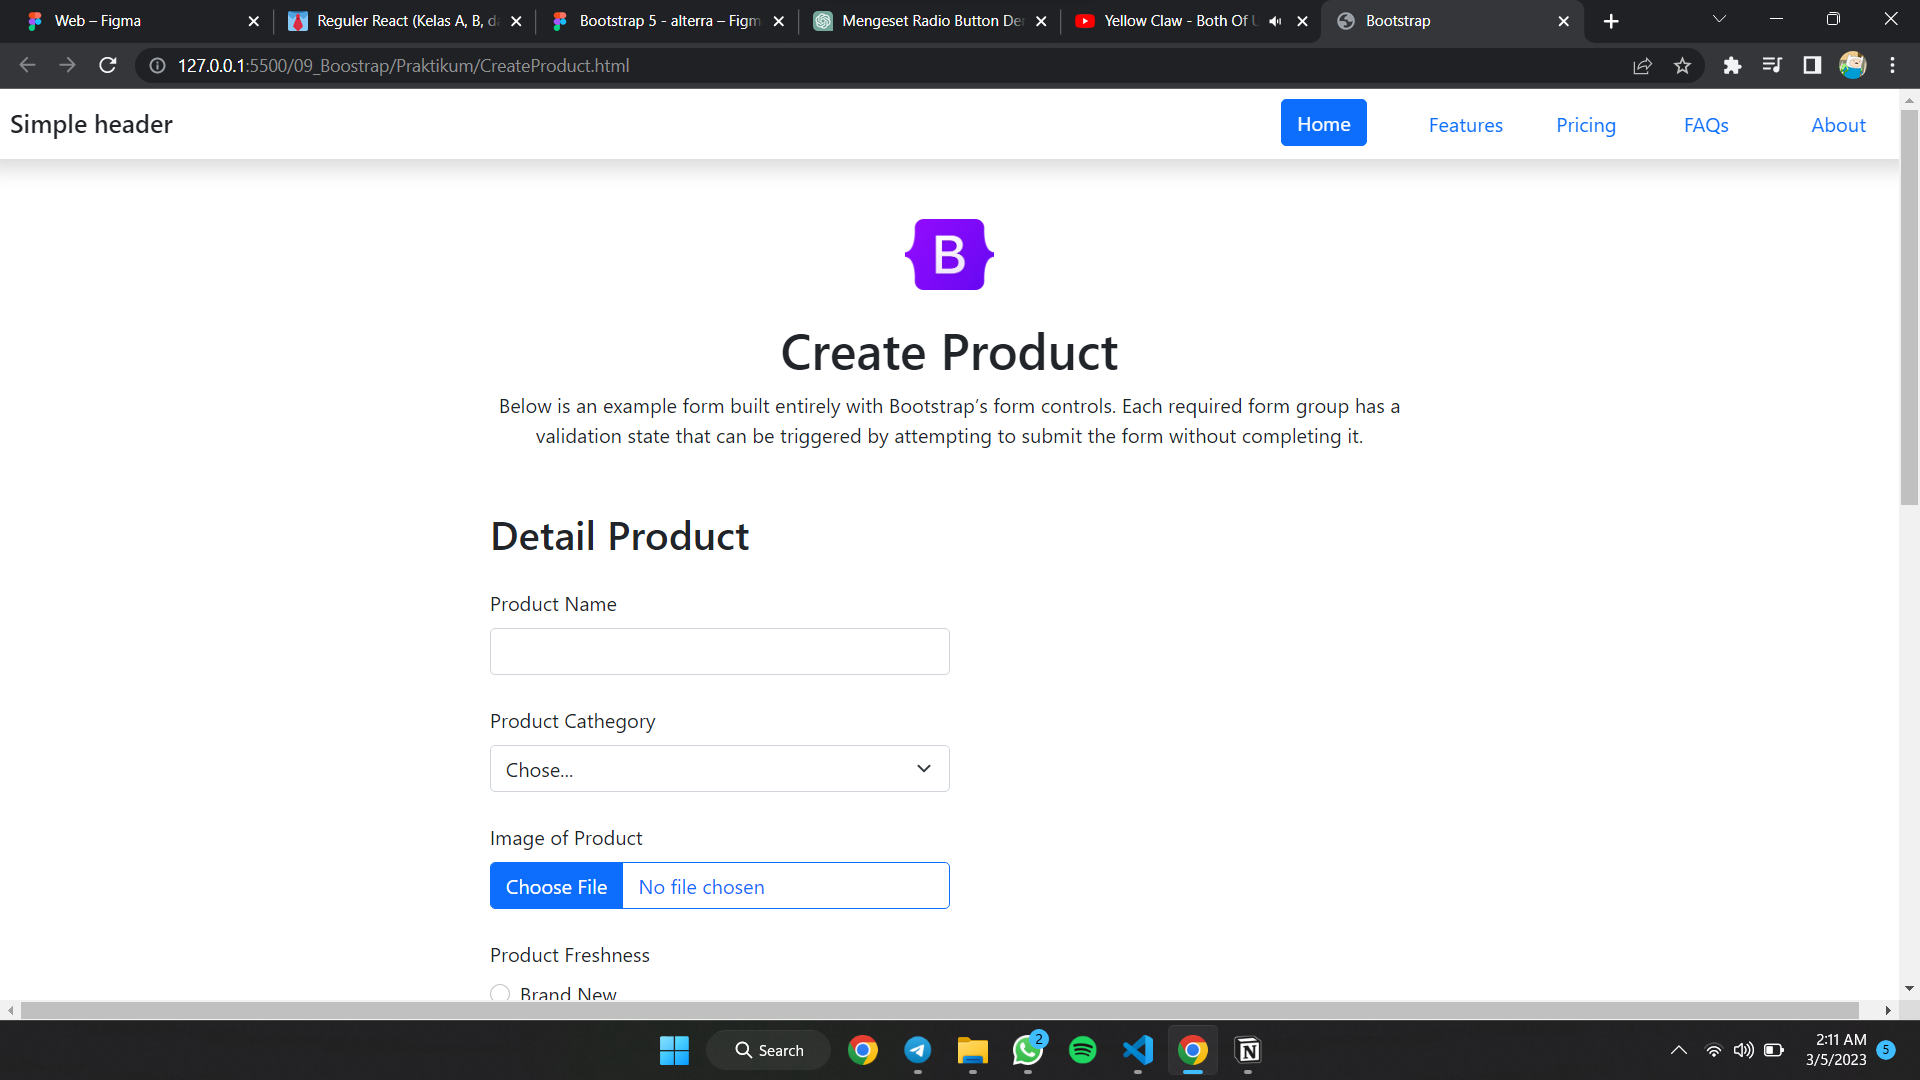 Web – Figma
Reguler React (Kelas A, B, d
Bootstrap 5 - alterra – Figm
Mengeset Radio Button De
Yellow Claw - Both Of U
Bootstrap
127.0.0.1:5500/09_Boostrap/Praktikum/CreateProduct.html
Simple header
Home
Features
Pricing
FAQs
About
B
Create Product
Below is an example form built entirely with Bootstrap’s form controls. Each required form group has a
validation state that can be triggered by attempting to submit the form without completing it.
Detail Product
Product Name
Product Cathegory
Chose...
Image of Product
Choose File
No file chosen
Product Freshness
Brand New
Search
2
2:11 AM
3/5/2023
5